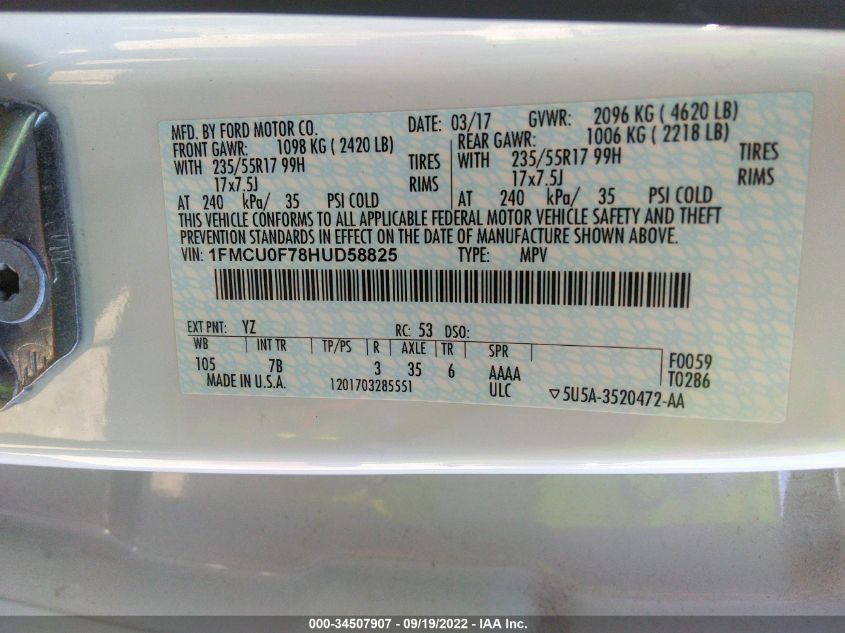 MFD. BY FORD MOTOR CO.
DATE: 03/17 GVWR: 2096 KG ( 4620 LB)
FRONT GAWR: 1098 KG ( 2420 LB)
REAR GAWR: 1006 KG ( 2218 LB)
WITH 235/55R17 99H TIRES
WITH 235/55R17 99H TIRES
17x7.5J RIMS
17x7.5J RIMS
AT 240 kPa/ 35 PSI COLD
AT 240 kPa/ 35 PSI COLD
THIS VEHICLE CONFORMS TO ALL APPLICABLE FEDERAL MOTOR VEHICLE SAFETY AND THEFT
PREVENTION STANDARDS IN EFFECT ON THE DATE OF MANUFACTURE SHOWN ABOVE.
VIN: 1FMCU0F78HUD58825 TYPE: MPV
EXT PNT: YZ RC: 53 DSO:
WB INT TR TP/PS R AXLE TR SPR
105 7B 3 35 6 AAAA
F0059
T0286
MADE IN U.S.A. 1201703285551 ULC ▽5U5A-3520472-AA
000-34507907 - 09/19/2022 - IAA Inc.